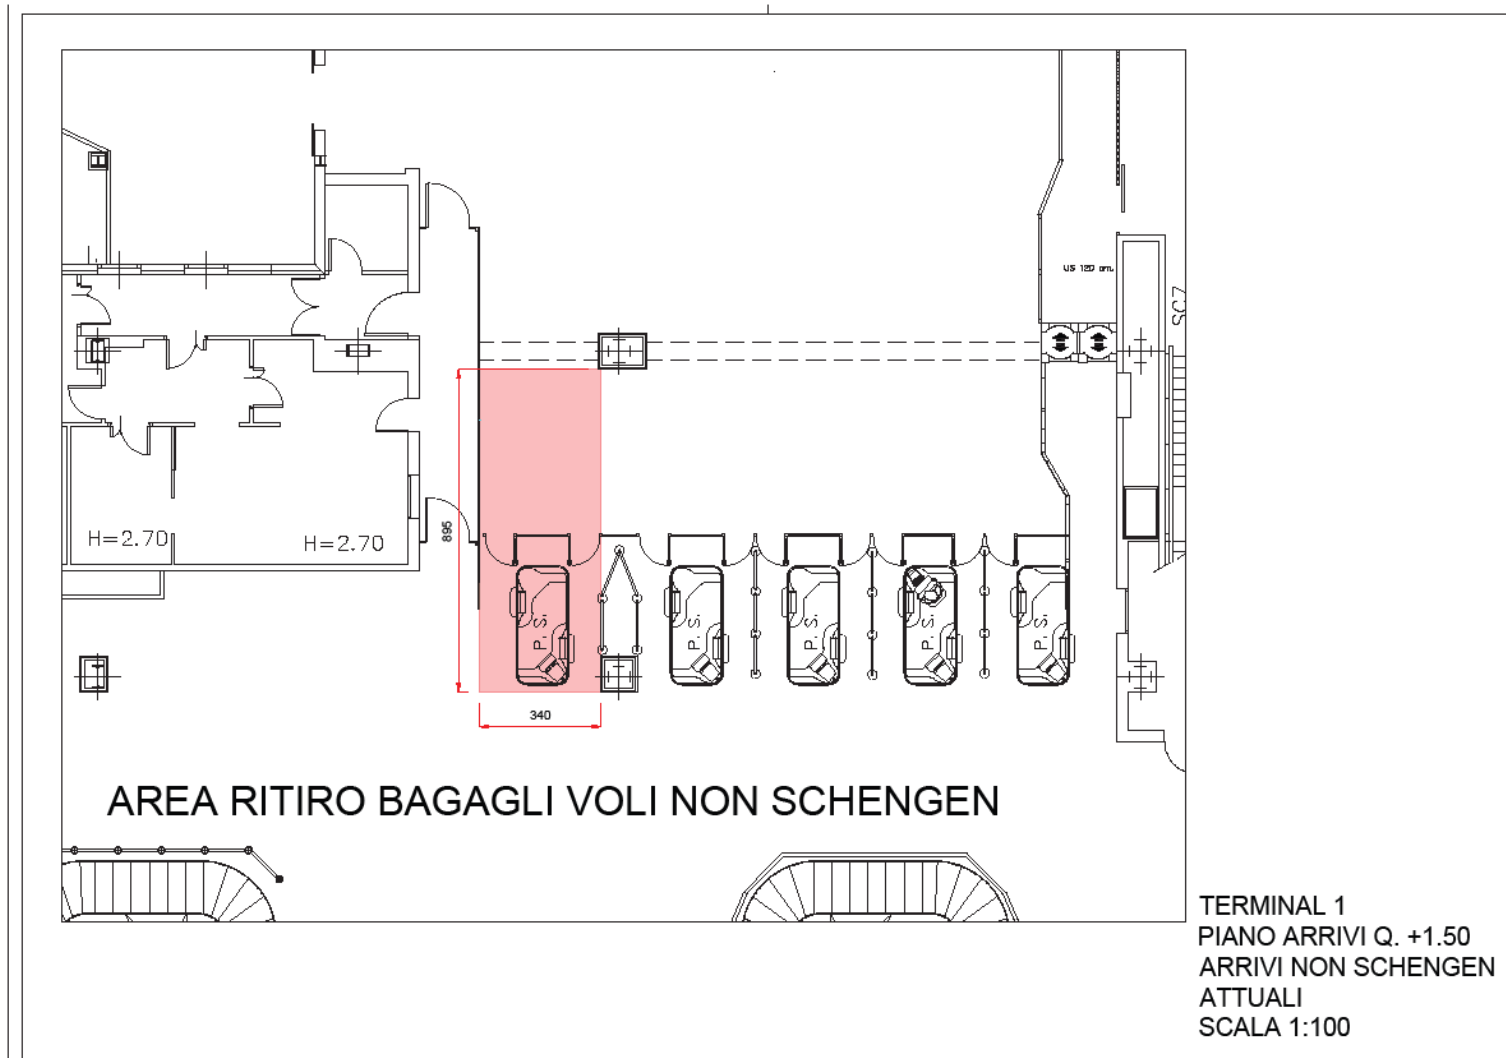 US 120 cm.
SC7
H=2.70
H=2.70
895
P. S.
P. S.
P. S.
P. S.
P. S.
340
AREA RITIRO BAGAGLI VOLI NON SCHENGEN
TERMINAL 1
PIANO ARRIVI Q. +1.50
ARRIVI NON SCHENGEN
ATTUALI
SCALA 1:100